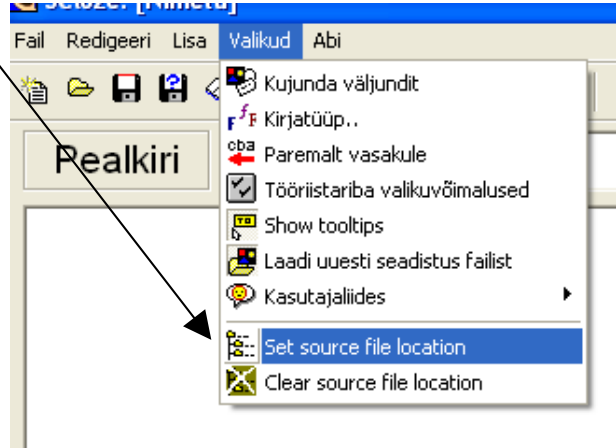 Fail Redigeeri Lisa Valikud Abi
Kujunda väljundit
Kirjatüüp..
Pealkiri
Paremalt vasakule
Tööriistariba valikuvõimalused
Show tooltips
Laadi uuesti seadistus failist
Kasutajaliides
Set source file location
Clear source file location